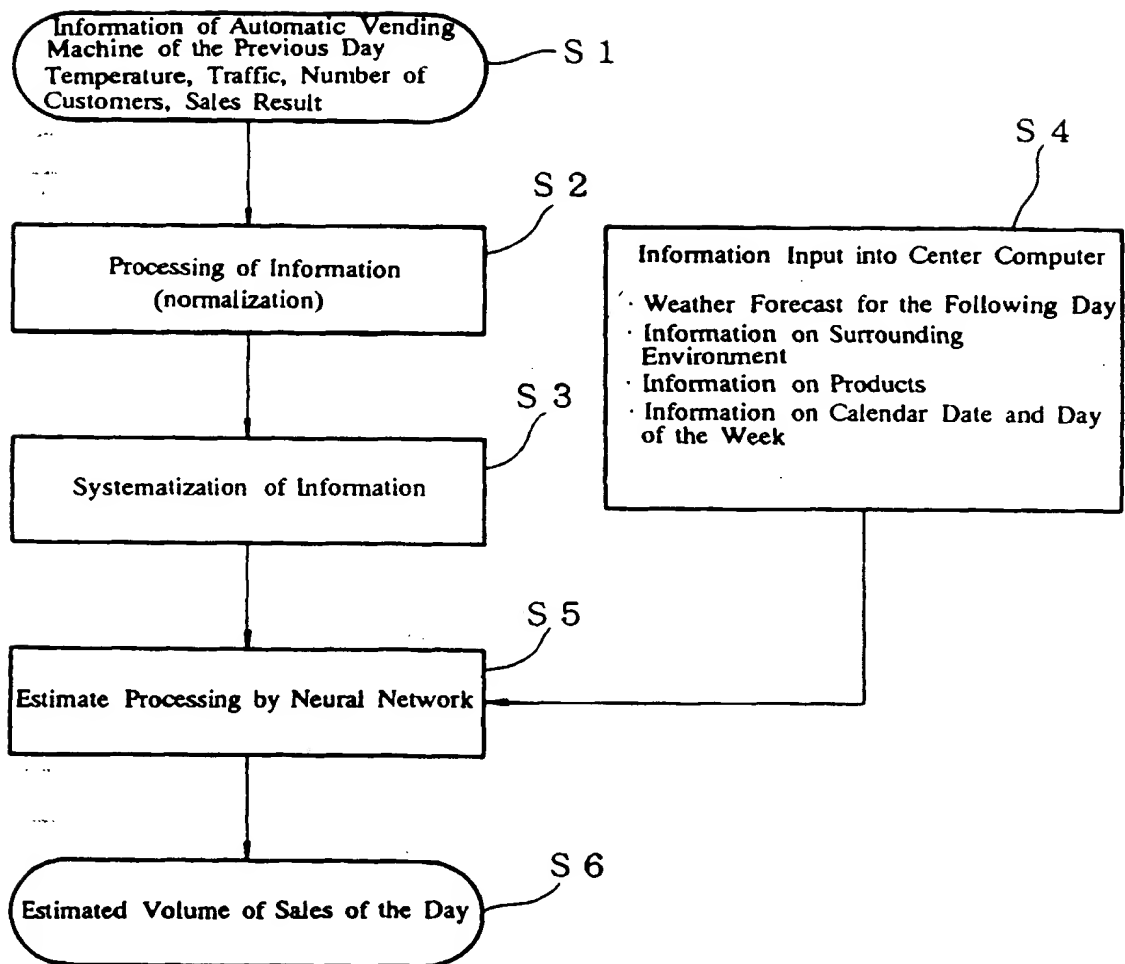 Information of Automatic Vending
Machine of the Previous Day
Temperature, Traffic, Number of
Customers, Sales Result
S 1
S 2
Processing of Information
(normalization)
S 3
Systematization of Information
S 4
Information Input into Center Computer
· Weather Forecast for the Following Day
· Information on Surrounding
Environment
· Information on Products
· Information on Calendar Date and Day
of the Week
S 5
Estimate Processing by Neural Network
S 6
Estimated Volume of Sales of the Day